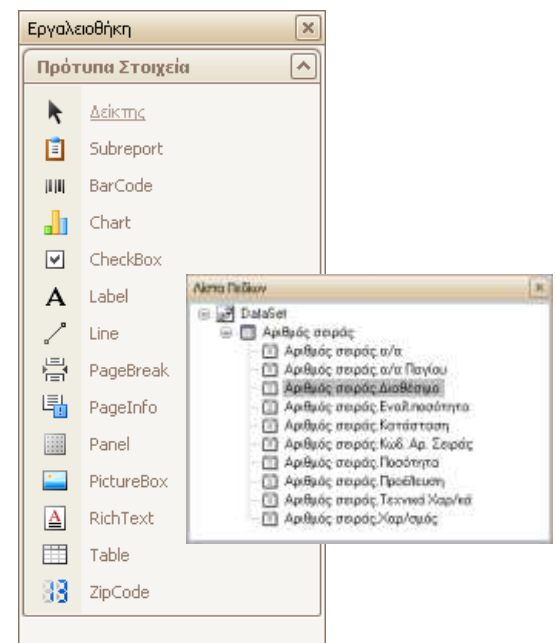 Εργαλειοθήκη
Πρότυπα Στοιχεία
Δείκτης
Subreport
BarCode
Chart
CheckBox
Label
Line
PageBreak
PageInfo
Panel
PictureBox
RichText
Table
ZipCode
Λίστα Πεδίων
DataSet
Αριθμός σειράς
Αριθμός σειράς.α/α
Αριθμός σειράς.α/α Παγίου
Αριθμός σειράς.Διαθέσιμο
Αριθμός σειράς.Εναλ.ποσότητα
Αριθμός σειράς.Κατάσταση
Αριθμός σειράς.Κωδ. Αρ. Σειράς
Αριθμός σειράς.Ποσότητα
Αριθμός σειράς.Προέλευση
Αριθμός σειράς.Τεχνικά Χαρ/κά
Αριθμός σειράς.Χαρ/σμός